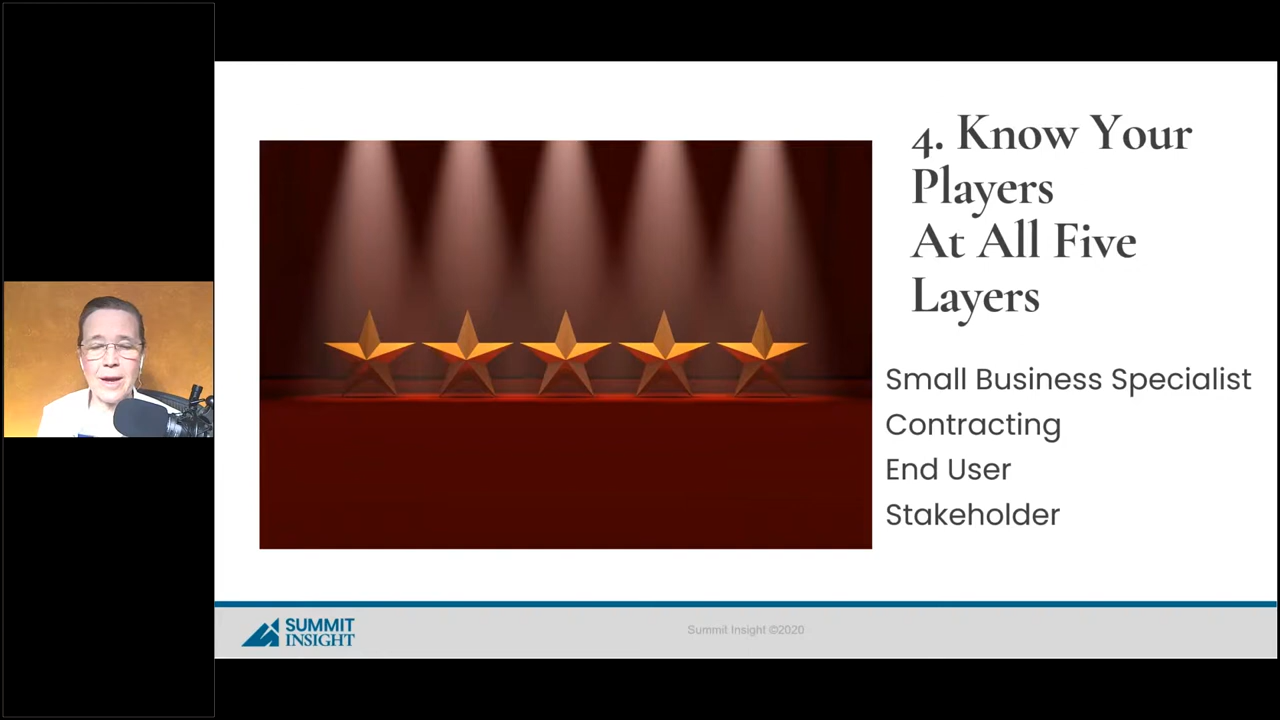 4. Know Your
Players
At All Five
Layers
Small Business Specialist
Contracting
End User
Stakeholder
SUMMIT
INSIGHT
Summit Insight ©2020